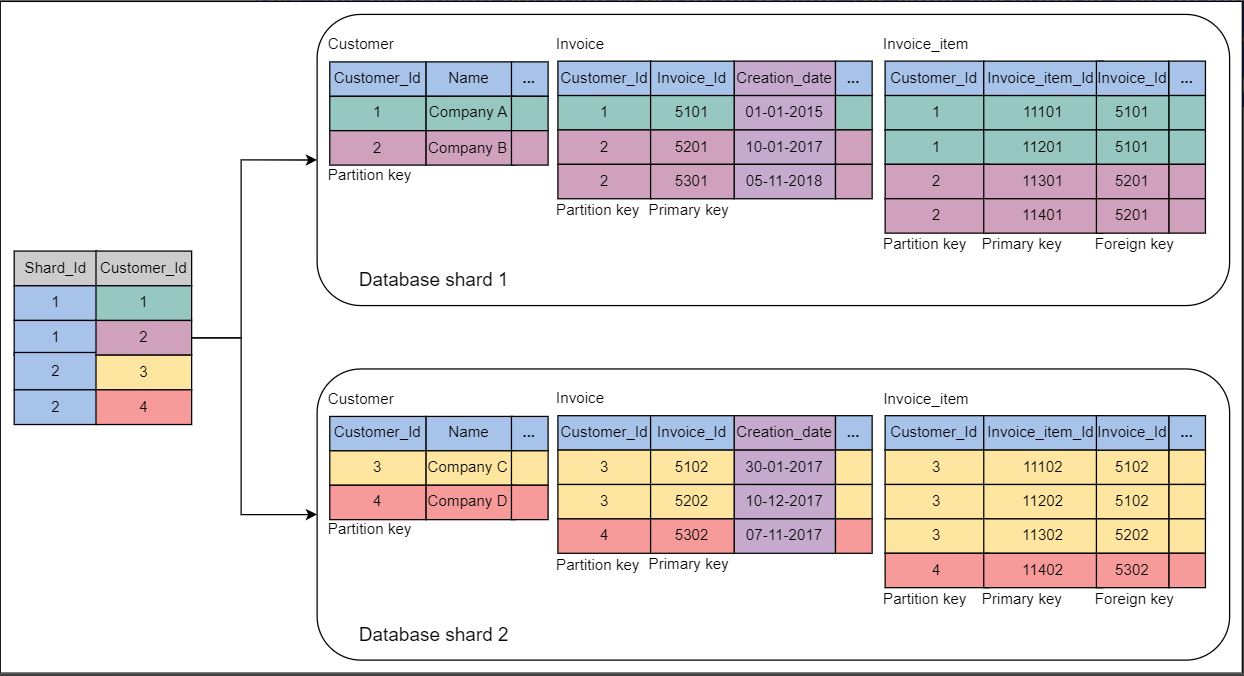 Customer
Customer_Id Name ...
1 Company A
2 Company B
Partition key
Invoice
Customer_Id Invoice_Id Creation_date ...
1 5101 01-01-2015
2 5201 10-01-2017
2 5301 05-11-2018
Partition key Primary key
Invoice_item
Customer_Id Invoice_item_Id Invoice_Id ...
1 11101 5101
1 11201 5101
2 11301 5201
2 11401 5201
Partition key Primary key Foreign key
Database shard 1
Shard_Id Customer_Id
1 1
1 2
2 3
2 4
Customer
Customer_Id Name ...
3 Company C
4 Company D
Partition key
Invoice
Customer_Id Invoice_Id Creation_date ...
3 5102 30-01-2017
3 5202 10-12-2017
4 5302 07-11-2017
Partition key Primary key
Invoice_item
Customer_Id Invoice_item_Id Invoice_Id ...
3 11102 5102
3 11202 5102
3 11302 5202
4 11402 5302
Partition key Primary key Foreign key
Database shard 2